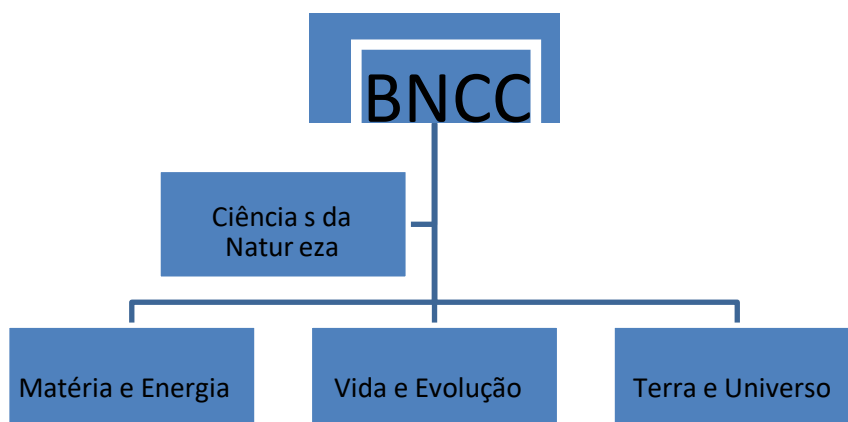 BNCC
Ciência s da
Natur eza
Matéria e Energia
Vida e Evolução
Terra e Universo